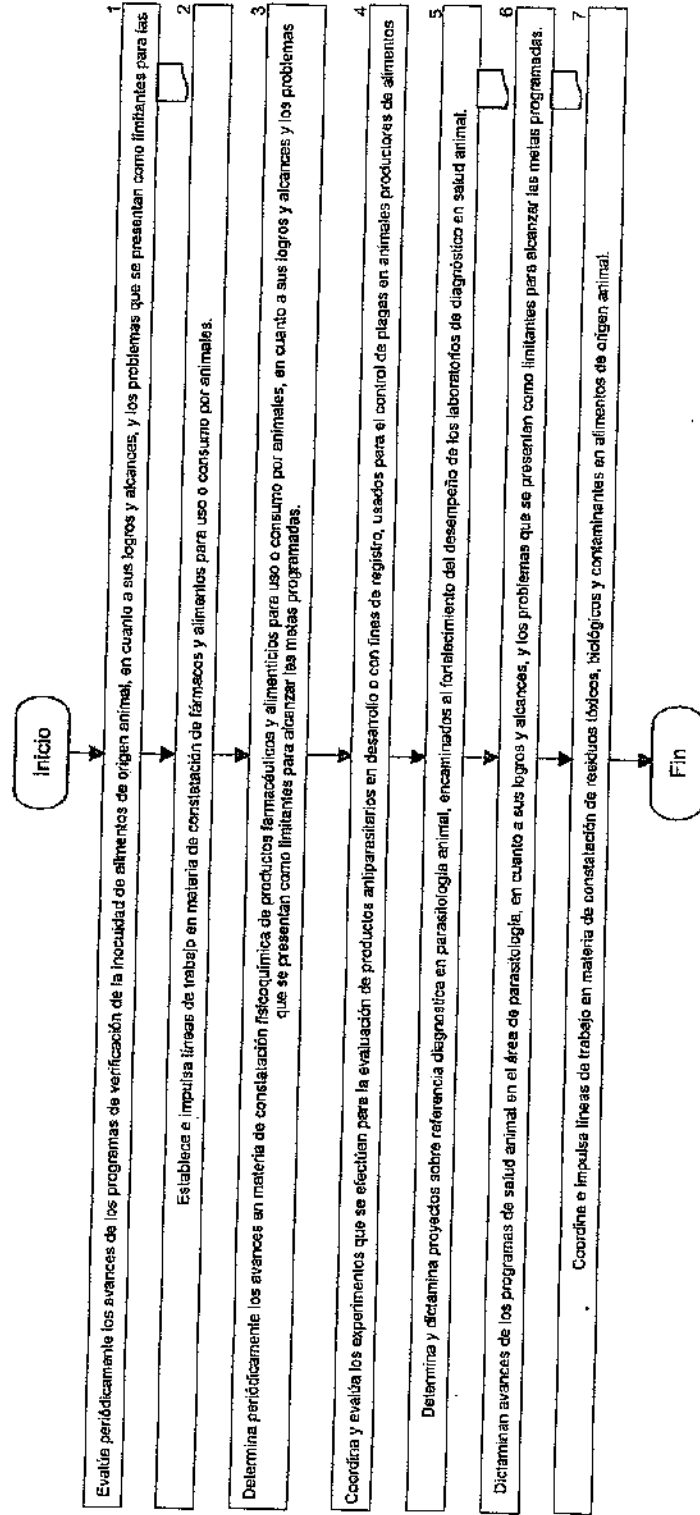 Inicio
1
Evalúa periódicamente los avances de los programas de verificación de la inocuidad de alimentos de origen animal, en cuanto a sus logros y alcances, y los problemas que se presentan como limitantes para las
2
Establece e impulsa líneas de trabajo en materia de constatación de fármacos y alimentos para uso o consumo por animales.
3
Determina periódicamente los avances en materia de constatación fisicoquímica de productos farmacéuticos y alimenticios para uso o consumo por animales, en cuanto a sus logros y alcances y los problemas
que se presentan como limitantes para alcanzar las metas programadas.
4
Coordina y evalúa los experimentos que se efectúen para la evaluación de productos antiparasitarios en desarrollo o con fines de registro, usados para el control de plagas en animales productores de alimentos
5
Determina y dictamina proyectos sobre referencia diagnostica en parasitología animal, encaminados al fortalecimiento del desempeño de los laboratorios de diagnóstico en salud animal.
6
Dictaminan avances de los programas de salud animal en el área de parasitología, en cuanto a sus logros y alcances, y los problemas que se presentan como limitantes para alcanzar las metas programadas.
7
Coordine e impulsa líneas de trabajo en materia de constatación de residuos tóxicos, biológicos y contaminantes en alimentos de origen animal.
Fin